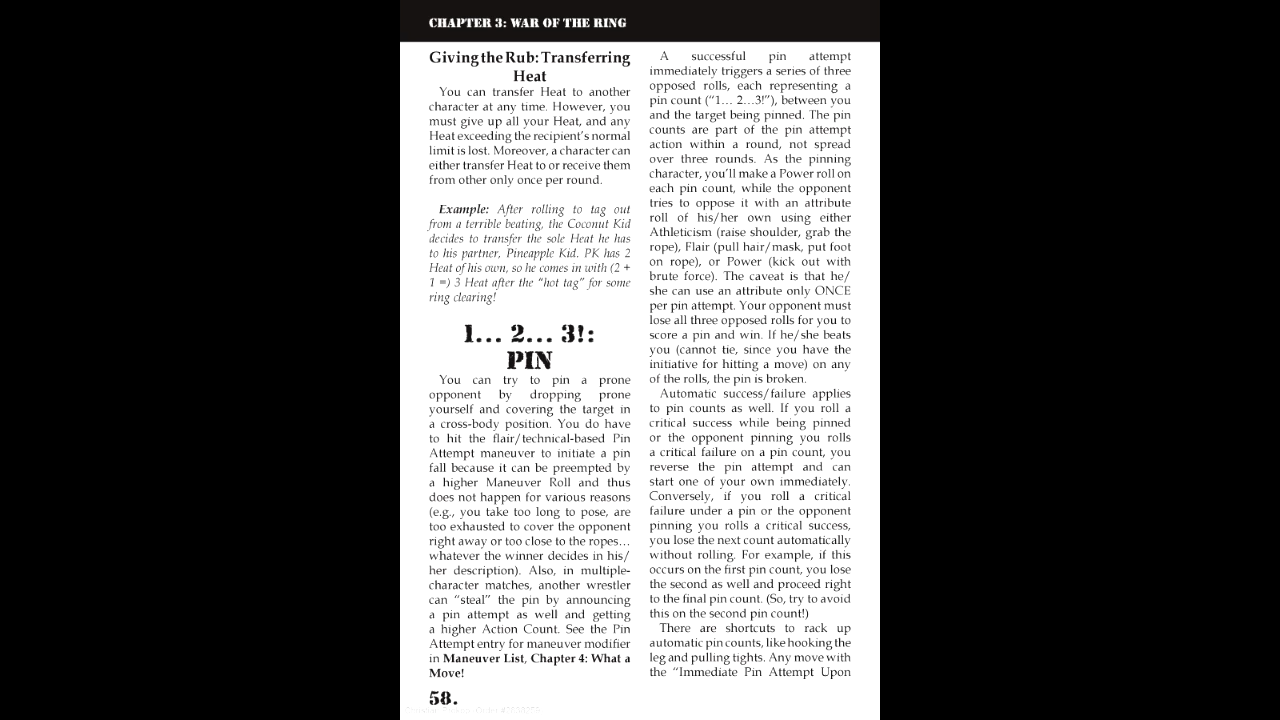 CHAPTER 3: WAR OF THE RING
Giving the Rub: Transferring
Heat
You can transfer Heat to another
character at any time. However, you
must give up all your Heat, and any
Heat exceeding the recipient's normal
limit is lost. Moreover, a character can
either transfer Heat to or receive them
from other only once per round.
Example: After rolling to tag out
from a terrible beating, the Coconut Kid
decides to transfer the sole Heat he has
to his partner, Pineapple Kid. PK has 2
Heat of his own, so he comes in with (2 +
1 =) 3 Heat after the "hot tag" for some
ring clearing!
1... 2... 3!:
PIN
You can try to pin a prone
opponent by dropping prone
yourself and covering the target in
a cross-body position. You do have
to hit the flair/technical-based Pin
Attempt maneuver to initiate a pin
fall because it can be preempted by
a higher Maneuver Roll and thus
does not happen for various reasons
(e.g., you take too long to pose, are
too exhausted to cover the opponent
right away or too close to the ropes…
whatever the winner decides in his/
her description). Also, in multiple-
character matches, another wrestler
can "steal" the pin by announcing
a pin attempt as well and getting
a higher Action Count. See the Pin
Attempt entry for maneuver modifier
in Maneuver List, Chapter 4: What a
Move!
58.
A successful pin attempt
immediately triggers a series of three
opposed rolls, each representing a
pin count ("1… 2…3!"), between you
and the target being pinned. The pin
counts are part of the pin attempt
action within a round, not spread
over three rounds. As the pinning
character, you'll make a Power roll on
each pin count, while the opponent
tries to oppose it with an attribute
roll of his/her own using either
Athleticism (raise shoulder, grab the
rope), Flair (pull hair/mask, put foot
on rope), or Power (kick out with
brute force). The caveat is that he/
she can use an attribute only ONCE
per pin attempt. Your opponent must
lose all three opposed rolls for you to
score a pin and win. If he/she beats
you (cannot tie, since you have the
initiative for hitting a move) on any
of the rolls, the pin is broken.
Automatic success/failure applies
to pin counts as well. If you roll a
critical success while being pinned
or the opponent pinning you rolls
a critical failure on a pin count, you
reverse the pin attempt and can
start one of your own immediately.
Conversely, if you roll a critical
failure under a pin or the opponent
pinning you rolls a critical success,
you lose the next count automatically
without rolling. For example, if this
occurs on the first pin count, you lose
the second as well and proceed right
to the final pin count. (So, try to avoid
this on the second pin count!)
There are shortcuts to rack up
automatic pin counts, like hooking the
leg and pulling tights. Any move with
the "Immediate Pin Attempt Upon